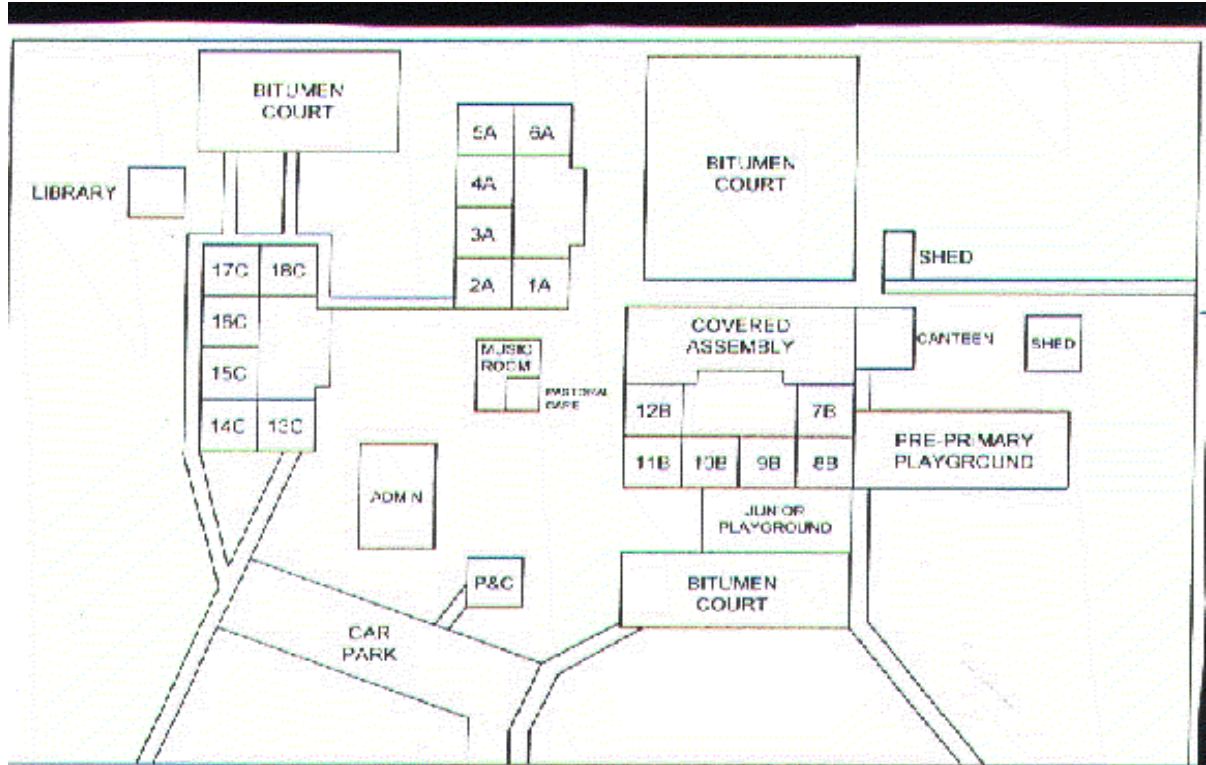 BITUMEN
COURT
5A 6A
BITUMEN
COURT
LIBRARY
4A
3A
17C 18C
SHED
2A 1A
16C
COVERED
ASSEMBLY
CANTEEN
SHED
MUSIC
ROOM
15C
PASTORAL
CARE
14C 13C
12B 7B
PRE-PRIMARY
PLAYGROUND
11B 10B 9B 8B
ADMIN
JUNIOR
PLAYGROUND
P&C
BITUMEN
COURT
CAR
PARK